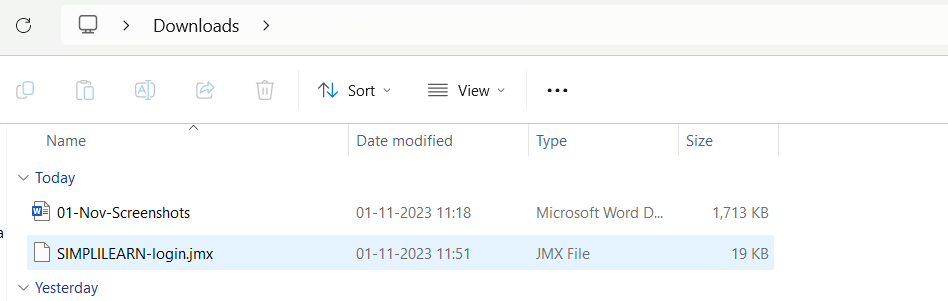 Downloads
Sort View
Name Date modified Type Size
Today
01-Nov-Screenshots 01-11-2023 11:18 Microsoft Word D... 1,713 KB
SIMPLILEARN-login.jmx 01-11-2023 11:51 JMX File 19 KB
Yesterday